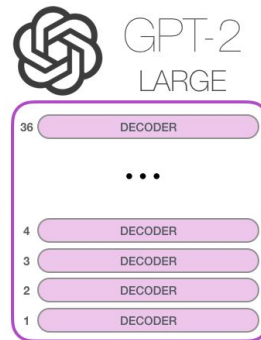 GPT-2
LARGE
36 DECODER
...
4 DECODER
3 DECODER
2 DECODER
1 DECODER